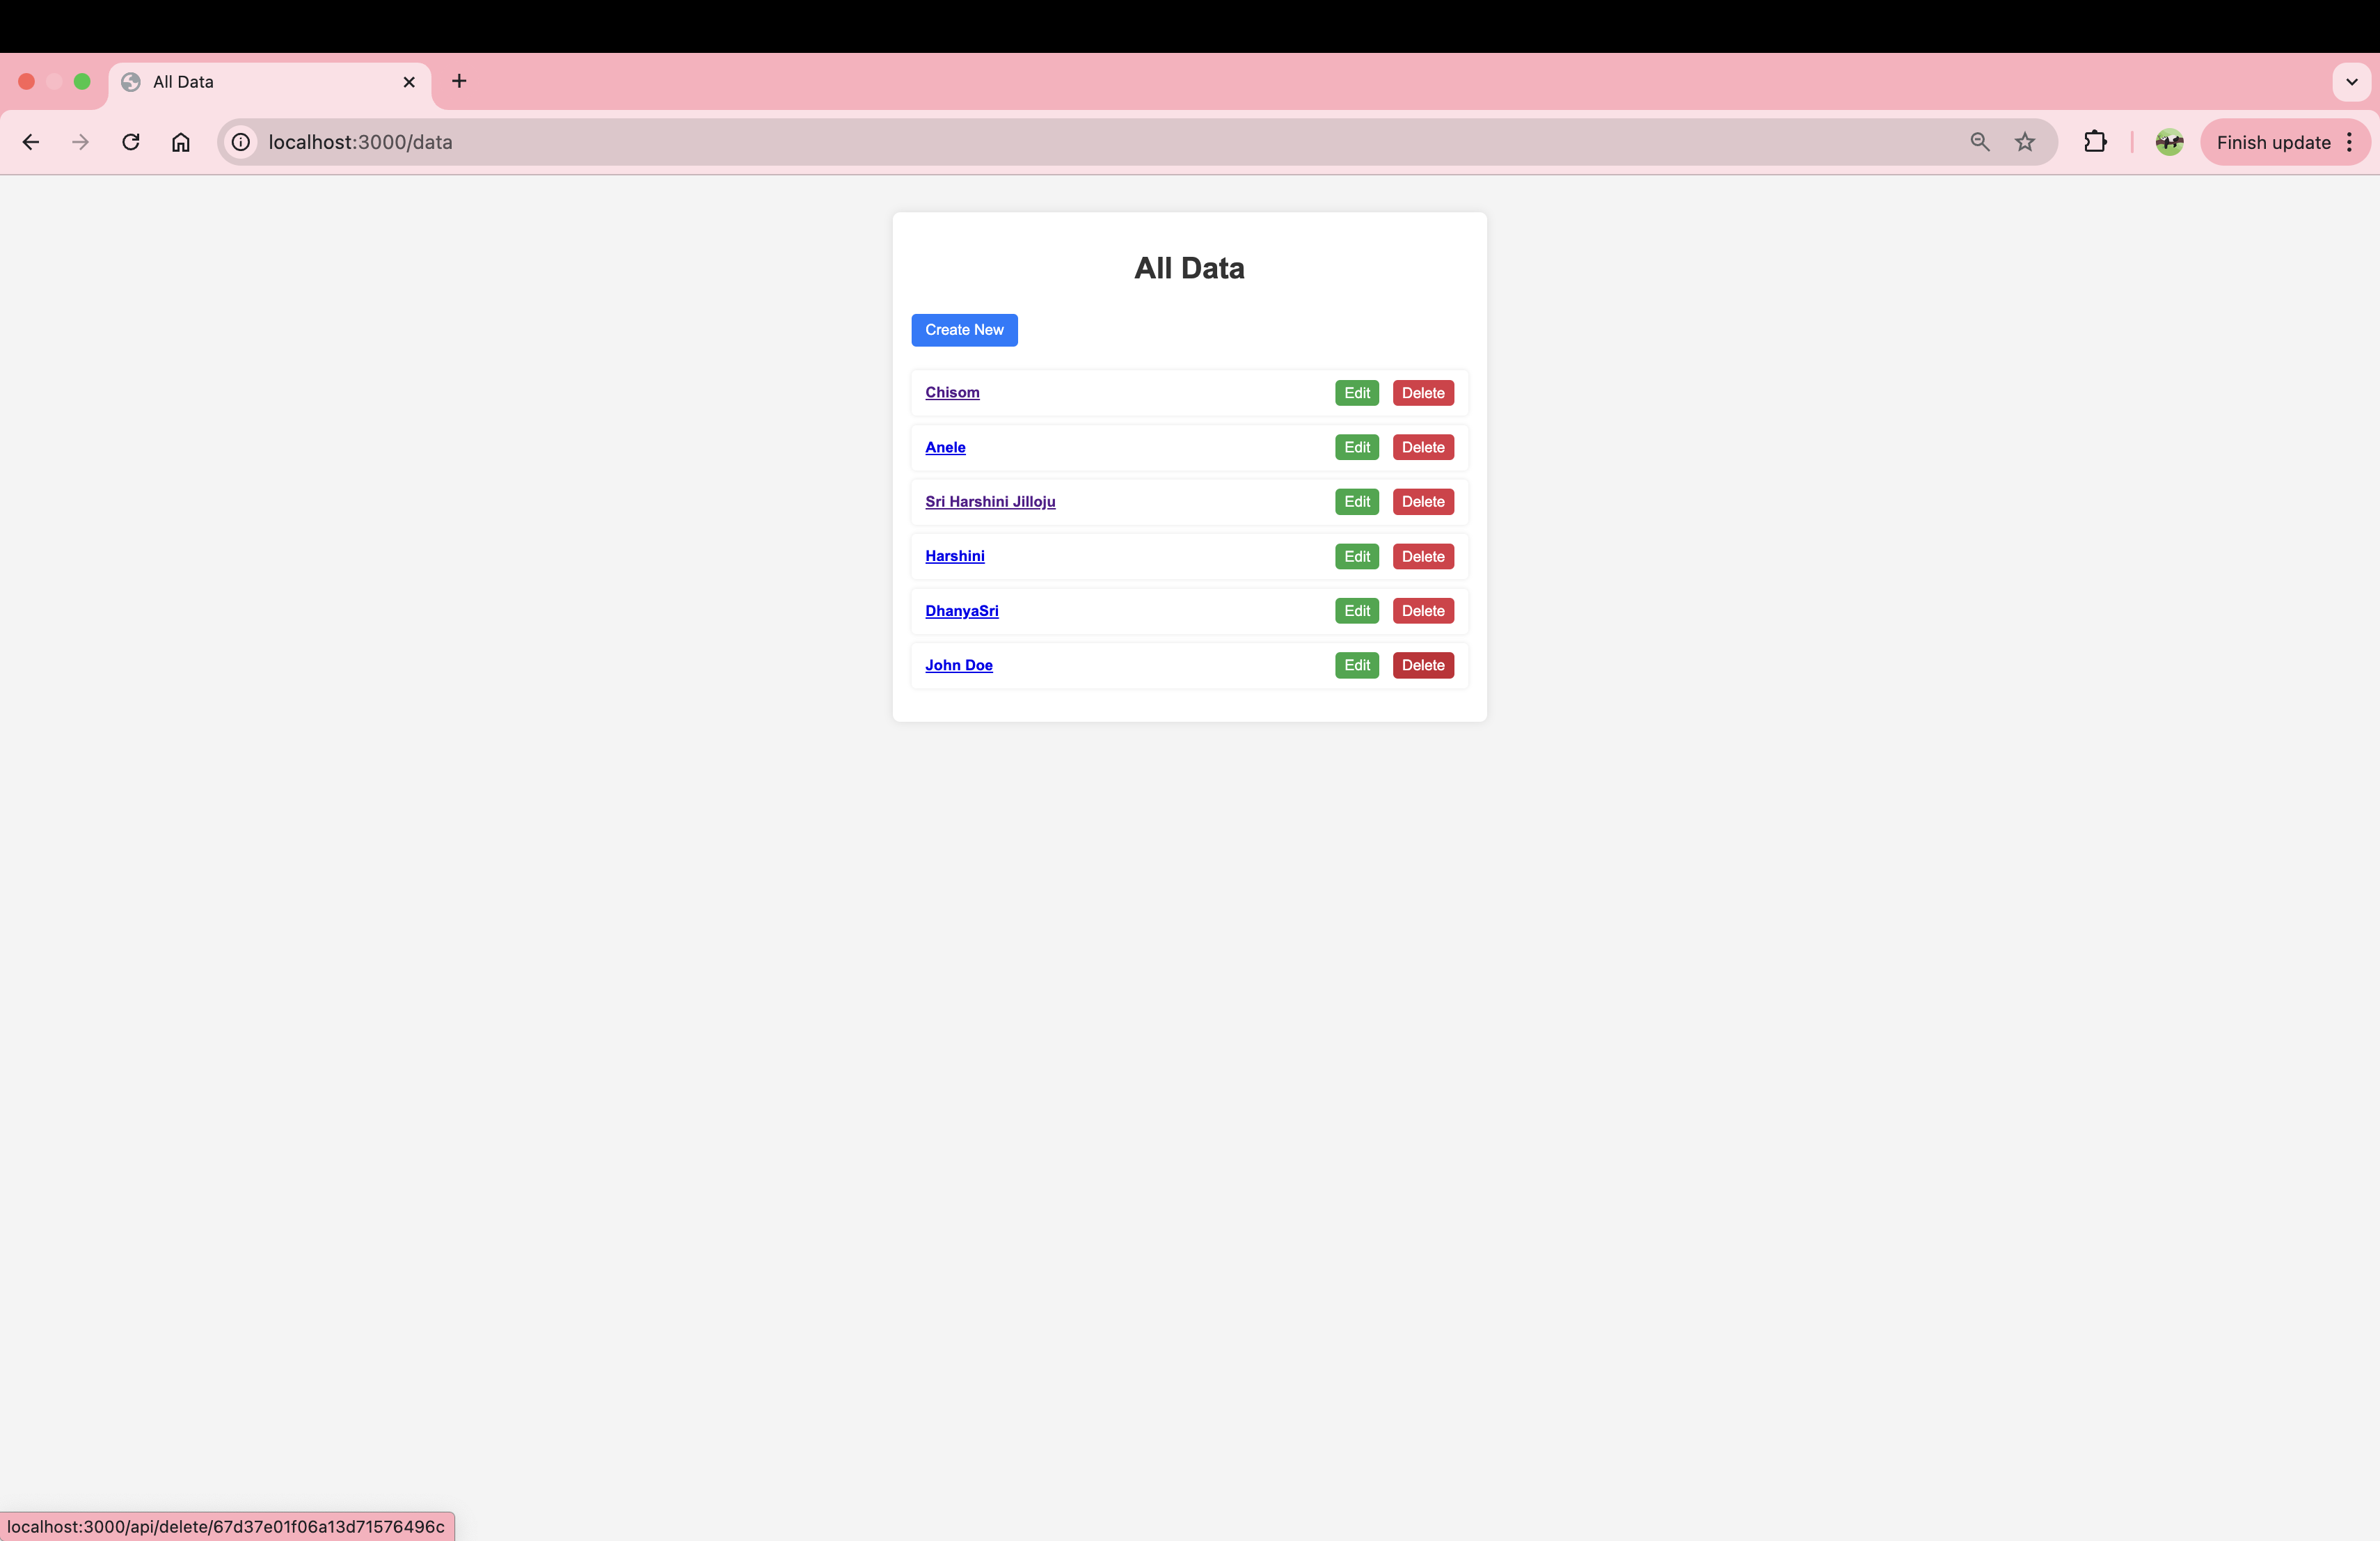 All Data
localhost:3000/data
Finish update
All Data
Create New
Chisom Edit Delete
Anele Edit Delete
Sri Harshini Jilloju Edit Delete
Harshini Edit Delete
DhanyaSri Edit Delete
John Doe Edit Delete
localhost:3000/api/delete/67d37e01f06a13d71576496c